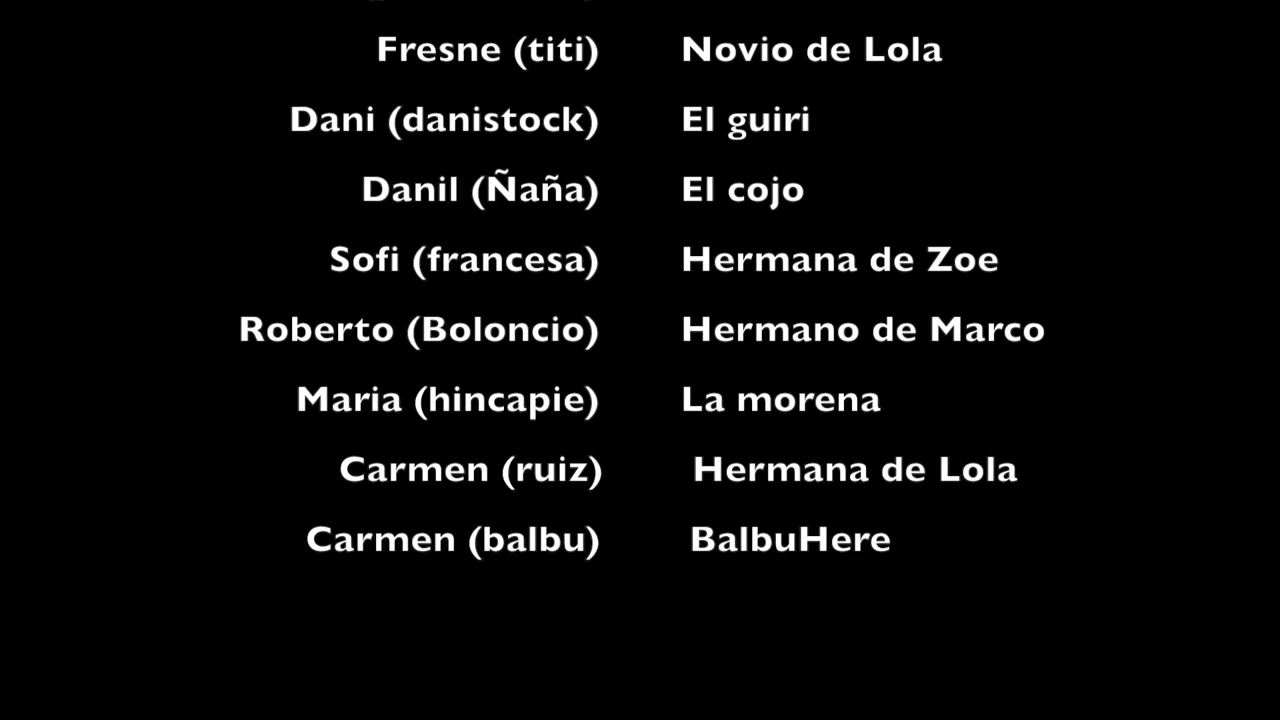 Fresne (titi) Novio de Lola
Dani (danistock) El guiri
Danil (Ñaña) El cojo
Sofi (francesa) Hermana de Zoe
Roberto (Boloncio) Hermano de Marco
Maria (hincapie) La morena
Carmen (ruiz) Hermana de Lola
Carmen (balbu) BalbuHere